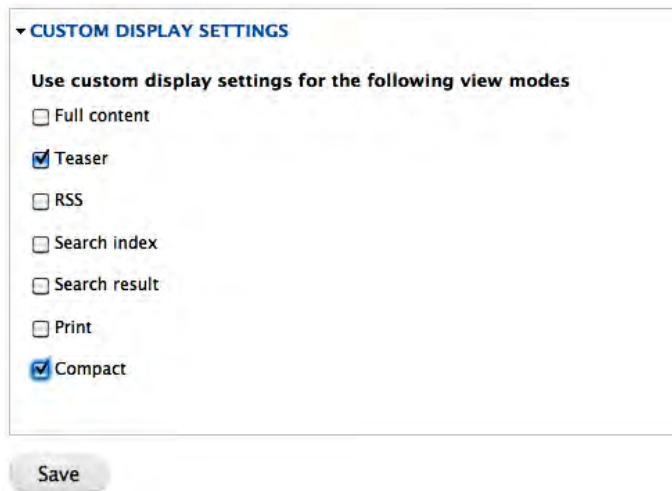 CUSTOM DISPLAY SETTINGS
Use custom display settings for the following view modes
Full content
Teaser
RSS
Search index
Search result
Print
Compact
Save